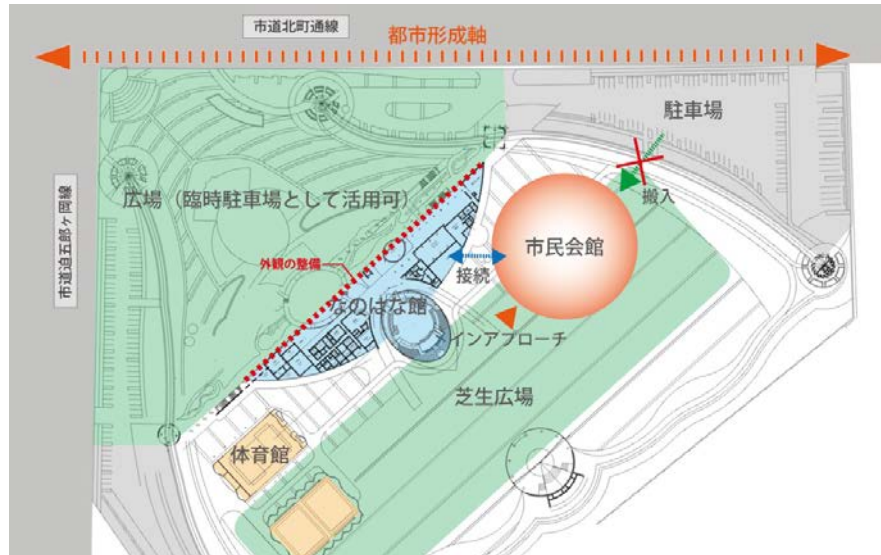 市道北町通線
都市形成軸
駐車場
搬入
広場（臨時駐車場として活用可）
市道迫五郎ヶ岡線
市民会館
接続
外観の整備
なのはな館
メインアプローチ
芝生広場
体育館